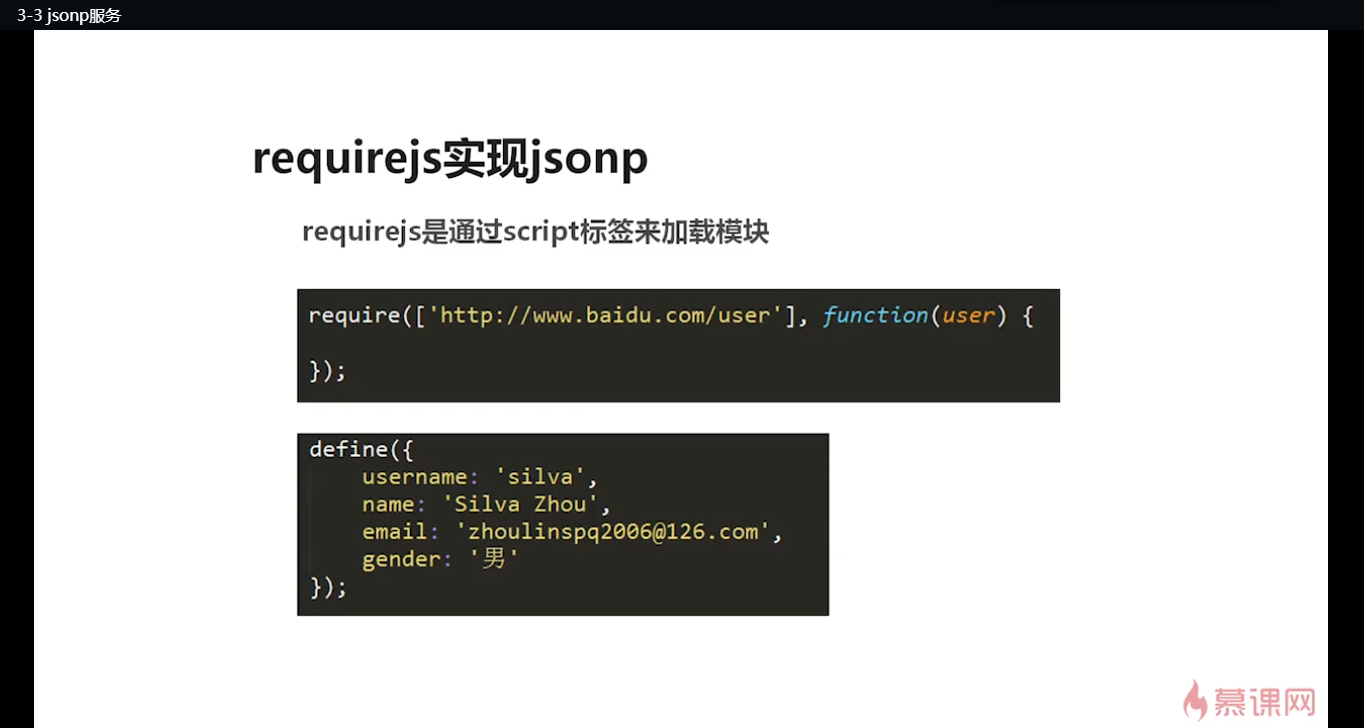 3-3 jsonp服务
requirejs实现jsonp
requirejs是通过script标签来加载模块
require(['http://www.baidu.com/user'], function(user) {
});
define({
username: 'silva',
name: 'Silva Zhou',
email: 'zhoulinspq2006@126.com',
gender: '男'
});
慕课网